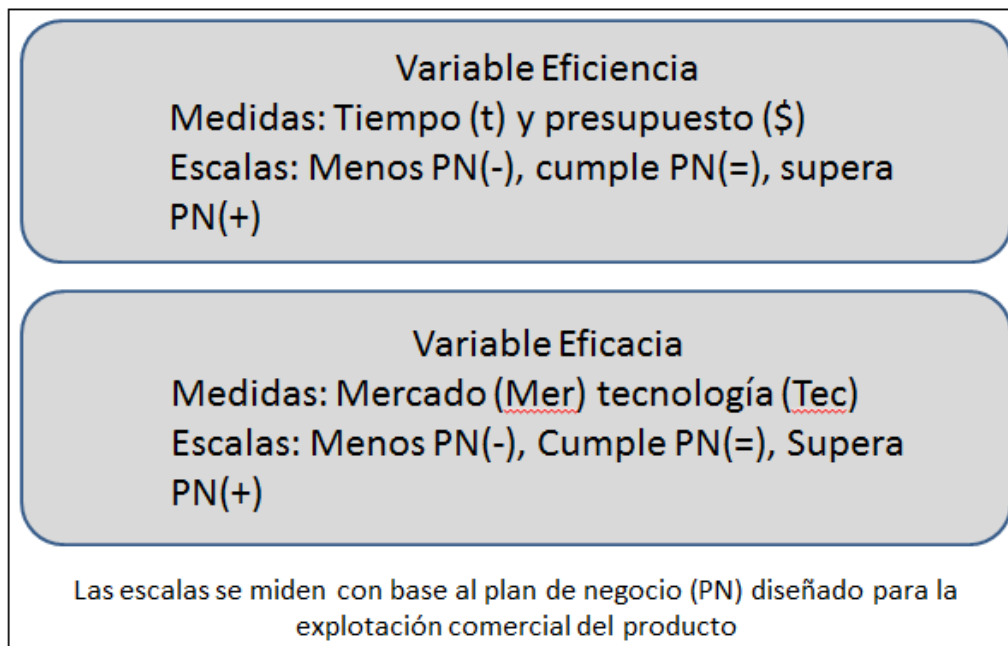 Variable Eficiencia
Medidas: Tiempo (t) y presupuesto ($)
Escalas: Menos PN(-), cumple PN(=), supera
PN(+)
Variable Eficacia
Medidas: Mercado (Mer) tecnología (Tec)
Escalas: Menos PN(-), Cumple PN(=), Supera
PN(+)
Las escalas se miden con base al plan de negocio (PN) diseñado para la
explotación comercial del producto